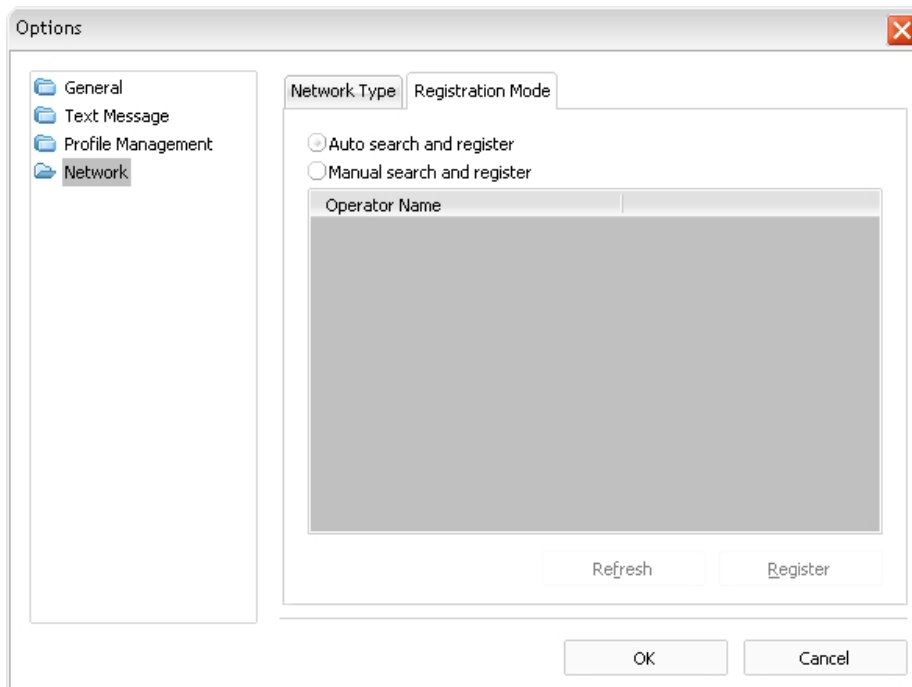 Options
General
Text Message
Profile Management
Network
Network Type
Registration Mode
Auto search and register
Manual search and register
Operator Name
Refresh
Register
OK
Cancel